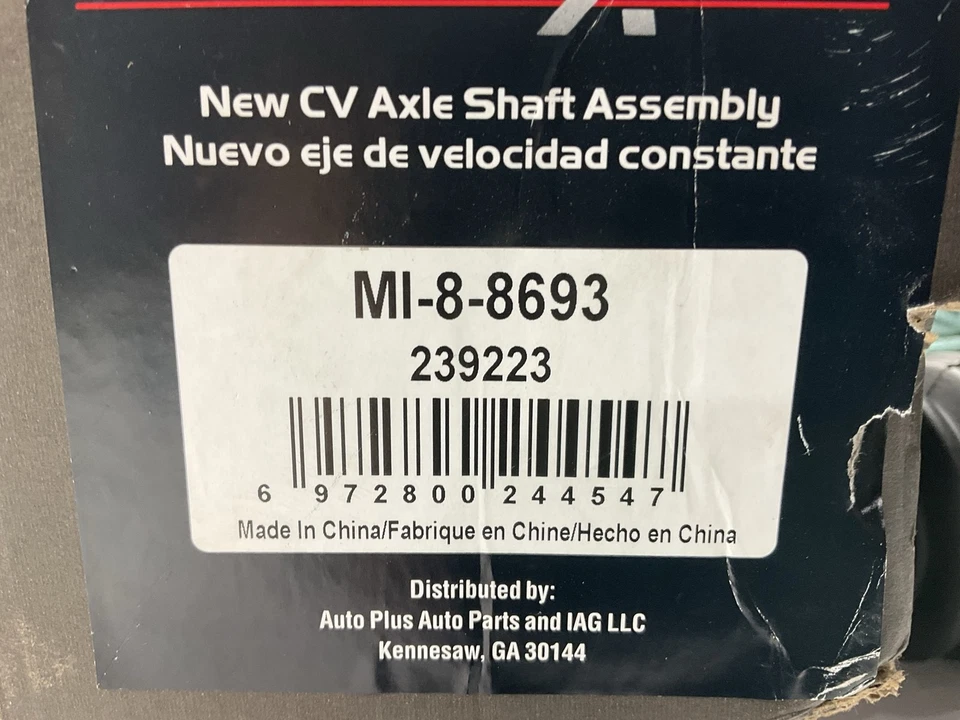 New CV Axle Shaft Assembly
Nuevo eje de velocidad constante
MI-8-8693
239223
6 972800 244547
Made In China/Fabrique en Chine/Hecho en China
Distributed by:
Auto Plus Auto Parts and IAG LLC
Kennesaw, GA 30144